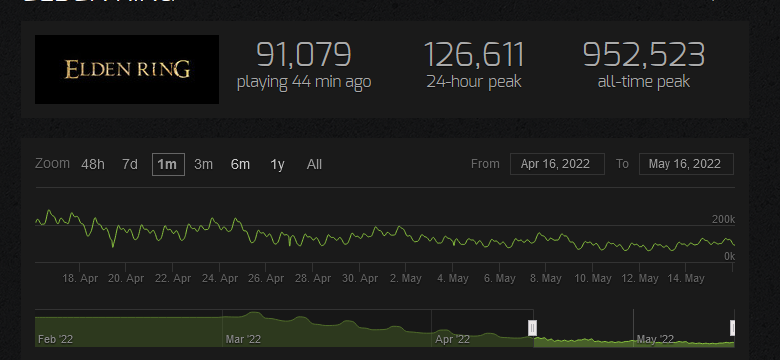 ELDEN RING
ELDEN RING
91,079
playing 44 min ago
126,611
24-hour peak
952,523
all-time peak
Zoom 48h 7d 1m 3m 6m 1y All From Apr 16, 2022 To May 16, 2022
200k
0k
18. Apr 20. Apr 22. Apr 24. Apr 26. Apr 28. Apr 30. Apr 2. May 4. May 6. May 8. May 10. May 12. May 14. May
Feb '22 Mar '22 Apr '22 May '22